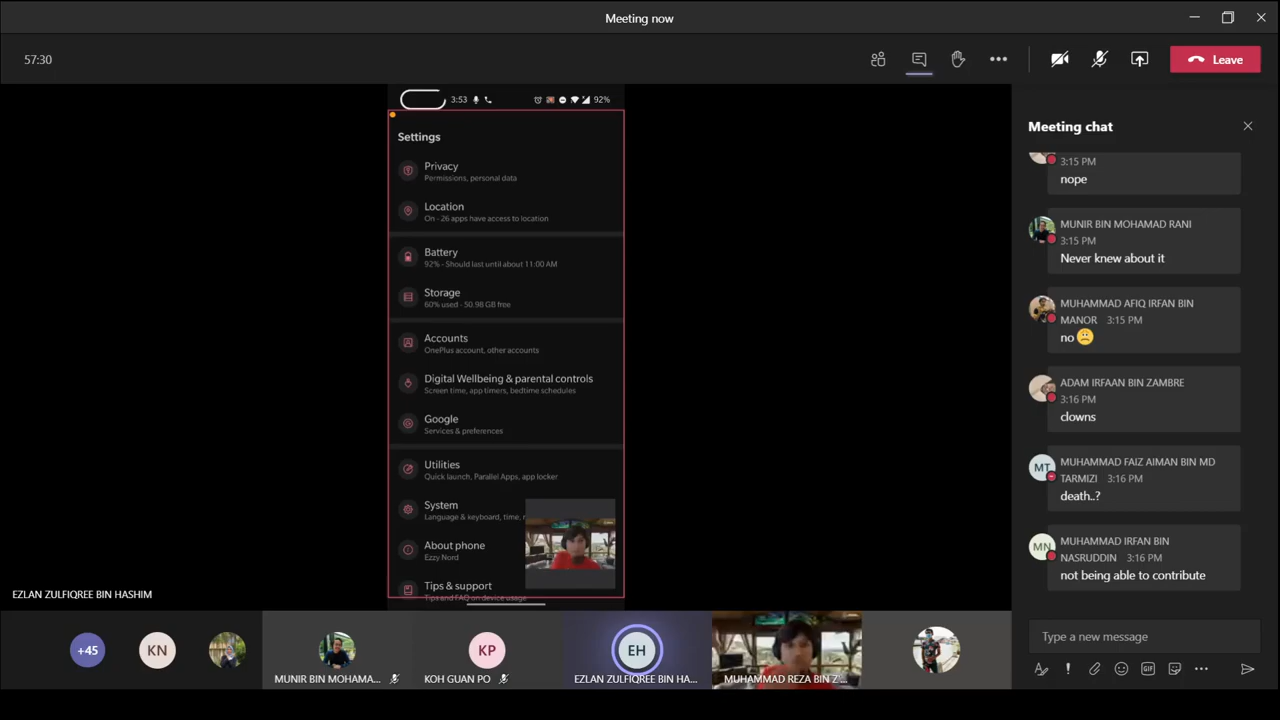 Meeting now
57:30
Leave
3:53
92%
Settings
Privacy
Permissions, personal data
Location
On - 26 apps have access to location
Battery
92% - Should last until about 11:00 AM
Storage
60% used - 50.98 GB free
Accounts
OnePlus account, other accounts
Digital Wellbeing & parental controls
Screen time, app timers, bedtime schedules
Google
Services & preferences
Utilities
Quick launch, Parallel Apps, app locker
System
Language & keyboard, time, r
About phone
Ezzy Nord
Tips & support
Tips and FAQ on device usage
EZLAN ZULFIQREE BIN HASHIM
+45
KN
MUNIR BIN MOHAMA...
KP
KOH GUAN PO
EH
EZLAN ZULFIQREE BIN HA...
MUHAMMAD REZA BIN Z'...
Meeting chat
3:15 PM
nope
MUNIR BIN MOHAMAD RANI
3:15 PM
Never knew about it
MUHAMMAD AFIQ IRFAN BIN
MANOR 3:15 PM
no 🙁
ADAM IRFAAN BIN ZAMBRE
3:16 PM
clowns
MT
MUHAMMAD FAIZ AIMAN BIN MD
TARMIZI 3:16 PM
death..?
MN
MUHAMMAD IRFAN BIN
NASRUDDIN 3:16 PM
not being able to contribute
Type a new message
GIF